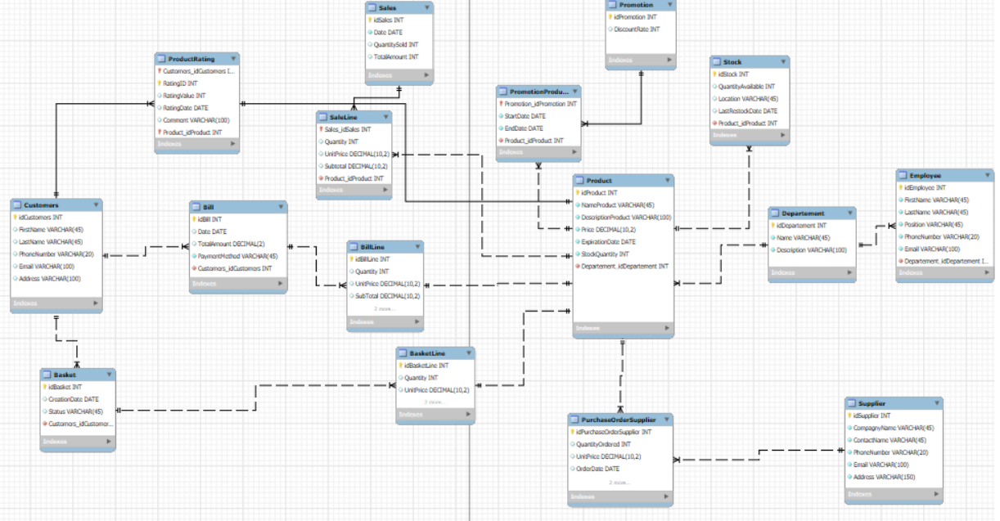 Sales
idSales INT
Date DATE
QuantitySold INT
TotalAmount INT
Indexes
Promotion
idPromotion INT
DiscountRate INT
Indexes
ProductRating
Customers_idCustomers I...
RatingID INT
RatingValue INT
RatingDate DATE
Comment VARCHAR(100)
Product_idProduct INT
Indexes
SaleLine
Sales_idSales INT
Quantity INT
UnitPrice DECIMAL(10,2)
Subtotal DECIMAL(10,2)
Product_idProduct INT
Indexes
PromotionProdu...
Promotion_idPromotion INT
StartDate DATE
EndDate DATE
Product_idProduct INT
Indexes
Stock
idStock INT
QuantityAvailable INT
Location VARCHAR(45)
LastRestockDate DATE
Product_idProduct INT
Indexes
Customers
idCustomers INT
FirstName VARCHAR(45)
LastName VARCHAR(45)
PhoneNumber VARCHAR(20)
Email VARCHAR(100)
Address VARCHAR(100)
Indexes
Bill
idBill INT
Date DATE
TotalAmount DECIMAL(2)
PaymentMethod VARCHAR(45)
Customers_idCustomers INT
Indexes
BillLine
idBillLine INT
Quantity INT
UnitPrice DECIMAL(10,2)
SubTotal DECIMAL(10,2)
2 more...
Indexes
Product
idProduct INT
NameProduct VARCHAR(45)
DescriptionProduct VARCHAR(100)
Price DECIMAL(10,2)
ExpirationDate DATE
StockQuantity INT
Departement_idDepartement INT
Indexes
Departement
idDepartement INT
Name VARCHAR(45)
Description VARCHAR(100)
Indexes
Employee
idEmployee INT
FirstName VARCHAR(45)
LastName VARCHAR(45)
Position VARCHAR(45)
PhoneNumber VARCHAR(20)
Email VARCHAR(100)
Departement_idDepartement I...
Indexes
Basket
idBasket INT
CreationDate DATE
Status VARCHAR(45)
Customers_idCustomer...
Indexes
BasketLine
idBasketLine INT
Quantity INT
UnitPrice DECIMAL(10,2)
3 more...
Indexes
PurchaseOrderSupplier
idPurchaseOrderSupplier INT
QuantityOrdered INT
UnitPrice DECIMAL(10,2)
OrderDate DATE
2 more...
Indexes
Supplier
idSupplier INT
CompagnyName VARCHAR(45)
ContactName VARCHAR(45)
PhoneNumber VARCHAR(20)
Email VARCHAR(100)
Address VARCHAR(150)
Indexes